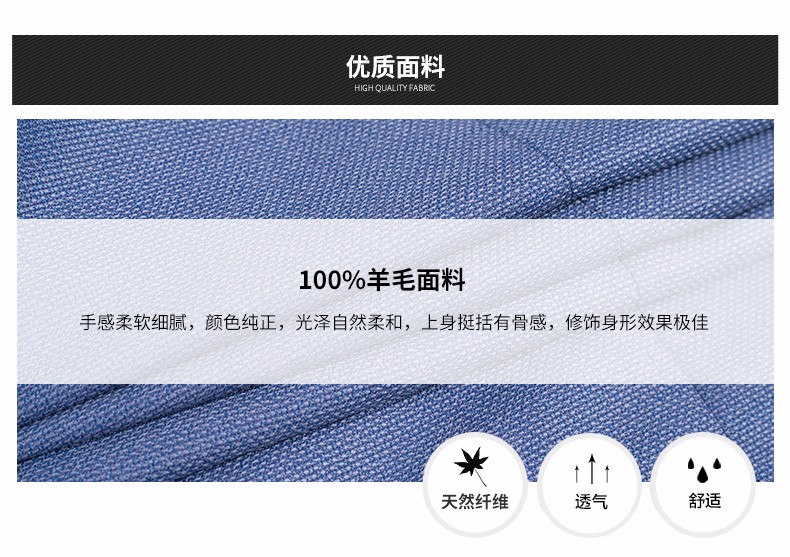 优质面料
HIGH QUALITY FABRIC
100%羊毛面料
手感柔软细腻，颜色纯正，光泽自然柔和，上身挺括有骨感，修饰身形效果极佳
天然纤维
透气
舒适